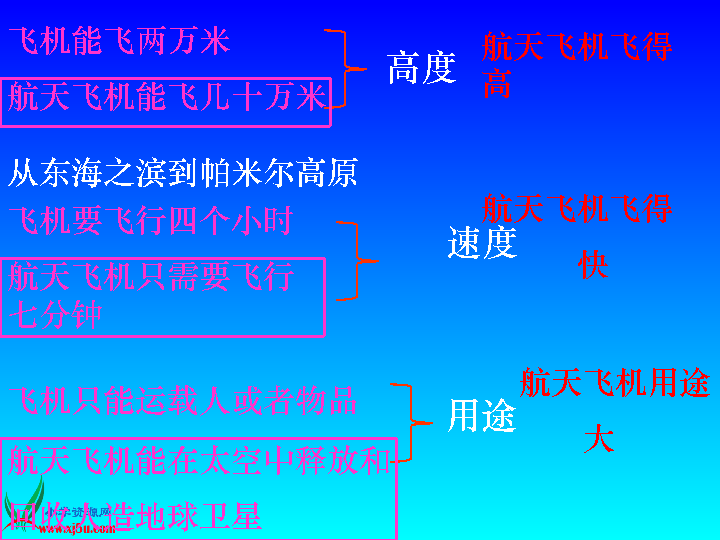 飞机能飞两万米
航天飞机能飞几十万米
高度
航天飞机飞得
高
从东海之滨到帕米尔高原
飞机要飞行四个小时
航天飞机只需要飞行
七分钟
速度
航天飞机飞得
快
飞机只能运载人或者物品
航天飞机能在太空中释放和
回收人造地球卫星
用途
航天飞机用途
大
小学资源网
www.xj5u.com